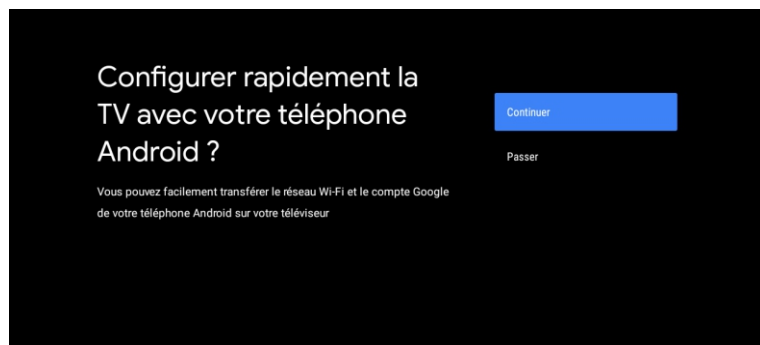 Configurer rapidement la
TV avec votre téléphone
Android ?
Vous pouvez facilement transférer le réseau Wi-Fi et le compte Google
de votre téléphone Android sur votre téléviseur
Continuer
Passer